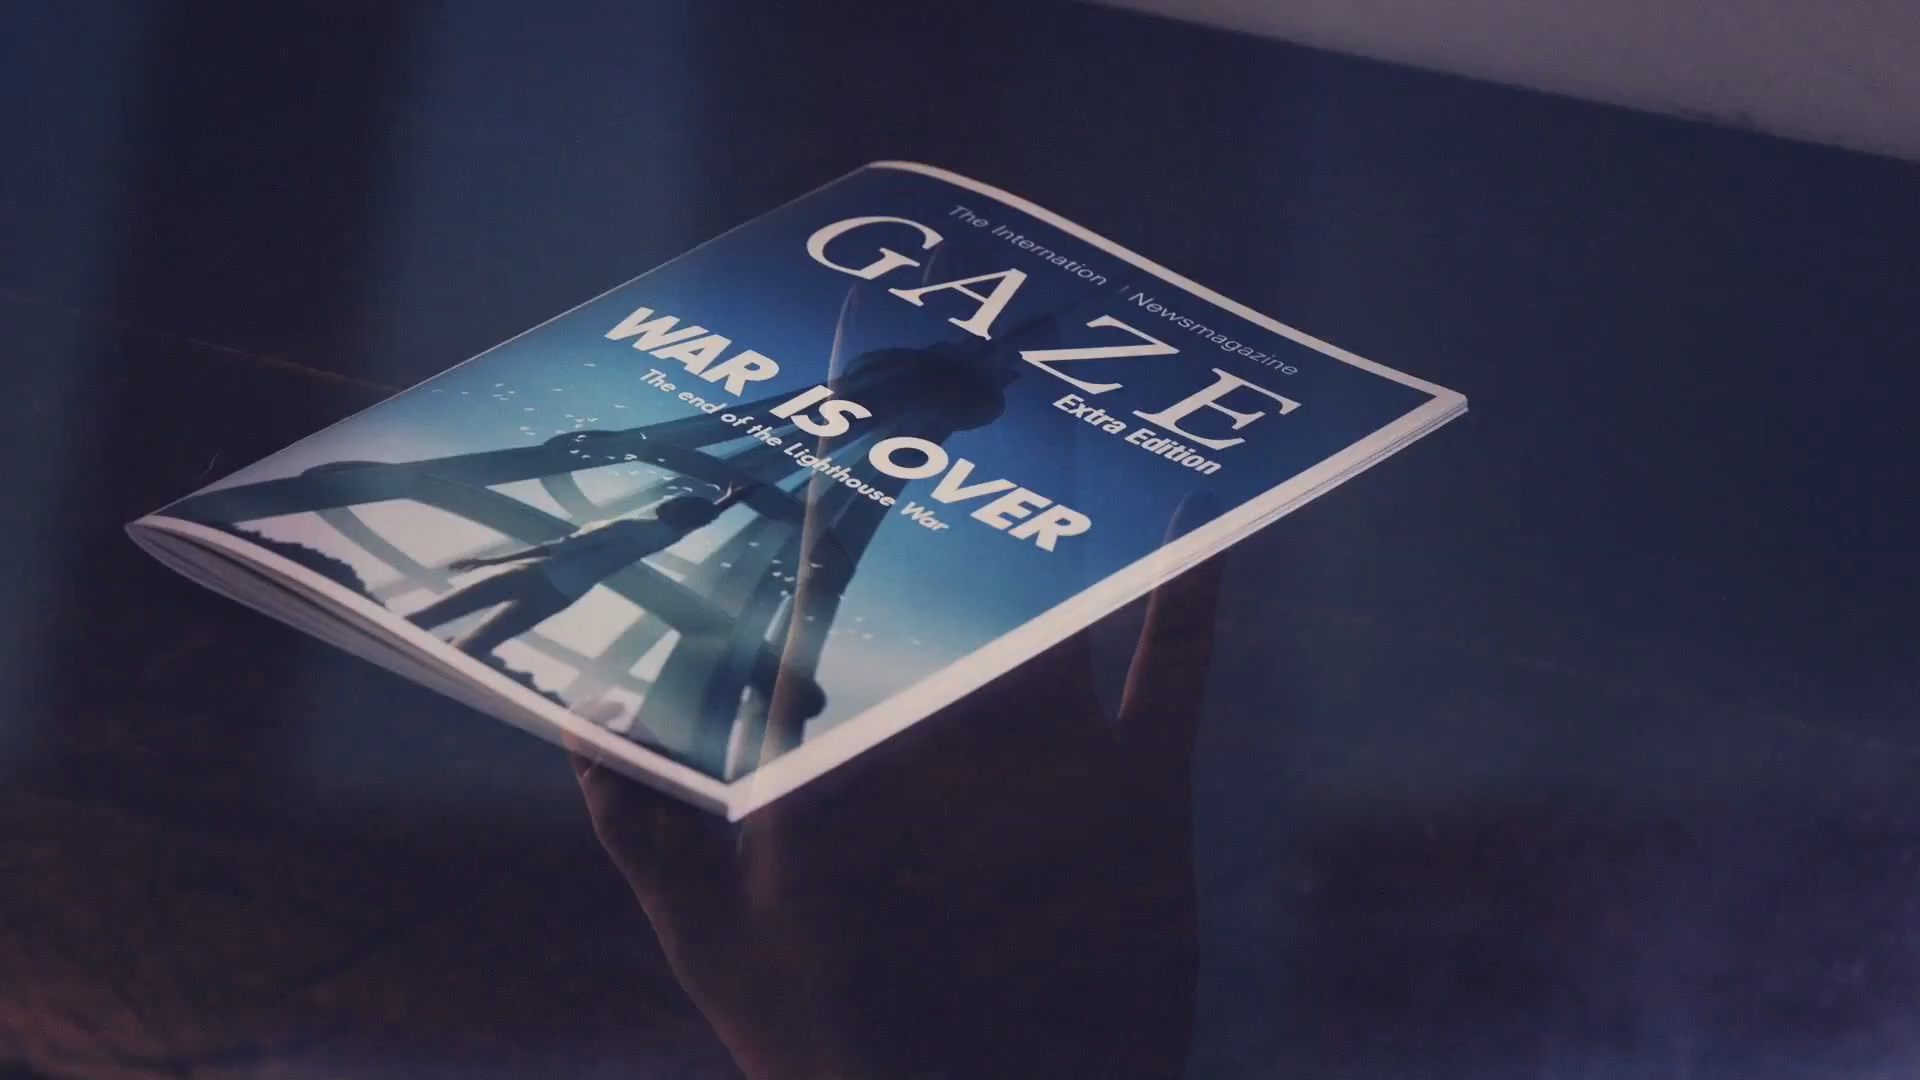 The Internation Newsmagazine
GAZE
Extra Edition
WAR IS OVER
The end of the Lighthouse War